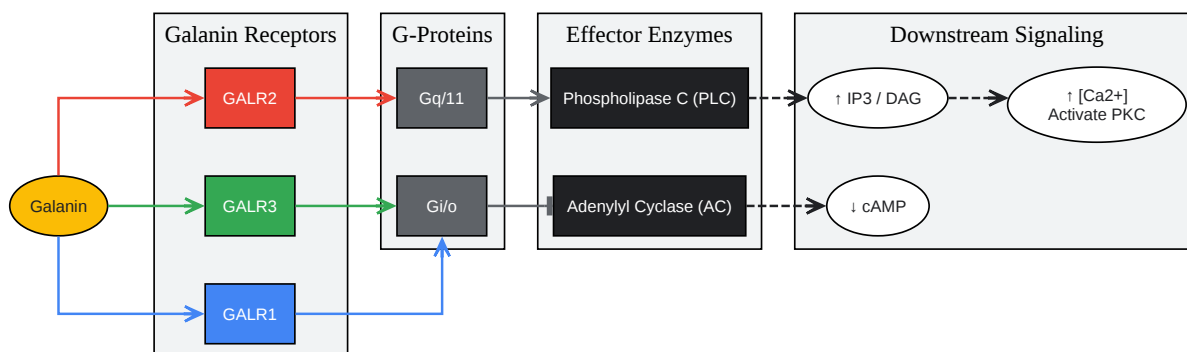 Galanin Receptors
G-Proteins
Effector Enzymes
Downstream Signaling
GALR2
Gq/11
Phospholipase C (PLC)
↑ IP3 / DAG
↑ [Ca2+]
Activate PKC
Galanin
GALR3
Gi/o
Adenylyl Cyclase (AC)
↓ cAMP
GALR1